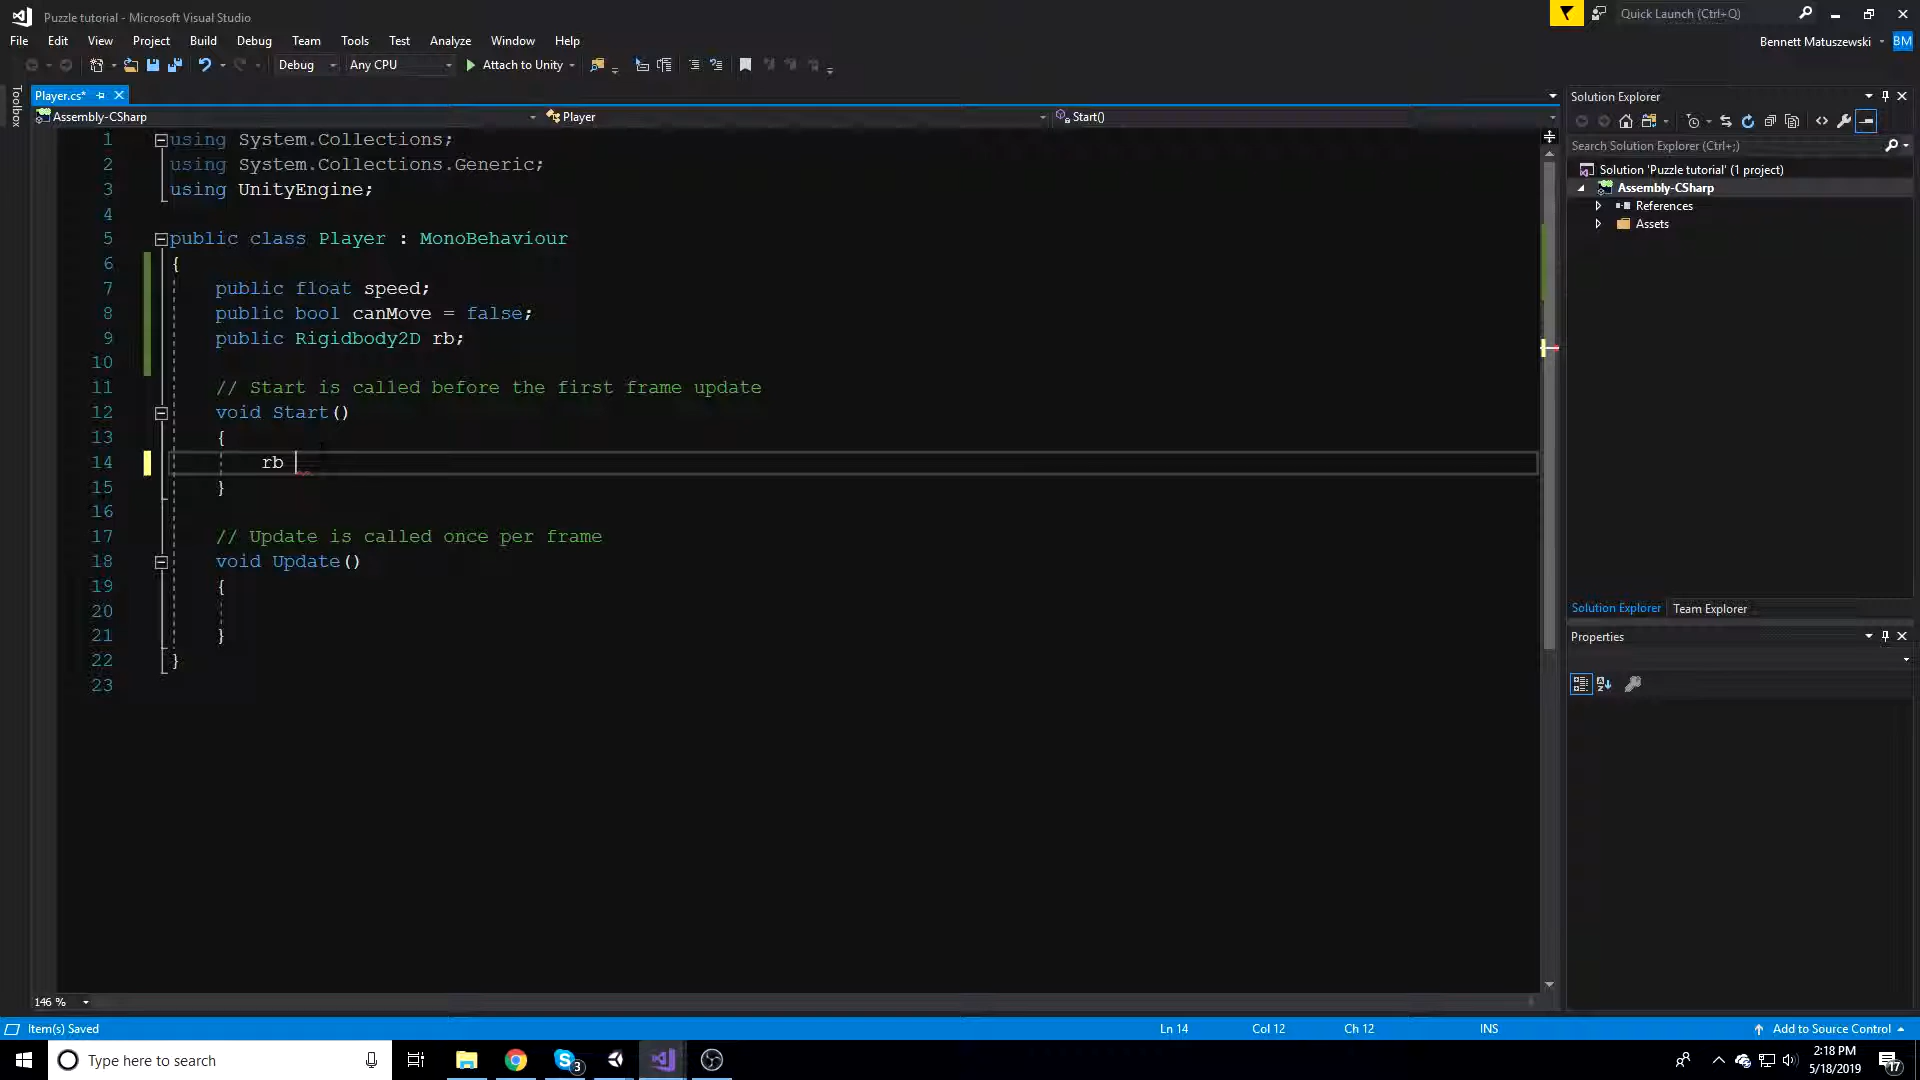 Puzzle tutorial - Microsoft Visual Studio
Quick Launch (Ctrl+Q)
File Edit View Project Build Debug Team Tools Test Analyze Window Help
Bennett Matuszewski BM
Debug Any CPU Attach to Unity
Toolbox
Player.cs*
Assembly-CSharp Player Start()
1 using System.Collections;
2 using System.Collections.Generic;
3 using UnityEngine;
4
5 public class Player : MonoBehaviour
6 {
7 public float speed;
8 public bool canMove = false;
9 public Rigidbody2D rb;
10
11 // Start is called before the first frame update
12 void Start()
13 {
14 rb
15 }
16
17 // Update is called once per frame
18 void Update()
19 {
20
21 }
22 }
23
146 %
Solution Explorer
Search Solution Explorer (Ctrl+;)
Solution 'Puzzle tutorial' (1 project)
Assembly-CSharp
References
Assets
Solution Explorer Team Explorer
Properties
Item(s) Saved Ln 14 Col 12 Ch 12 INS Add to Source Control
Type here to search
3
2:18 PM
5/18/2019
17